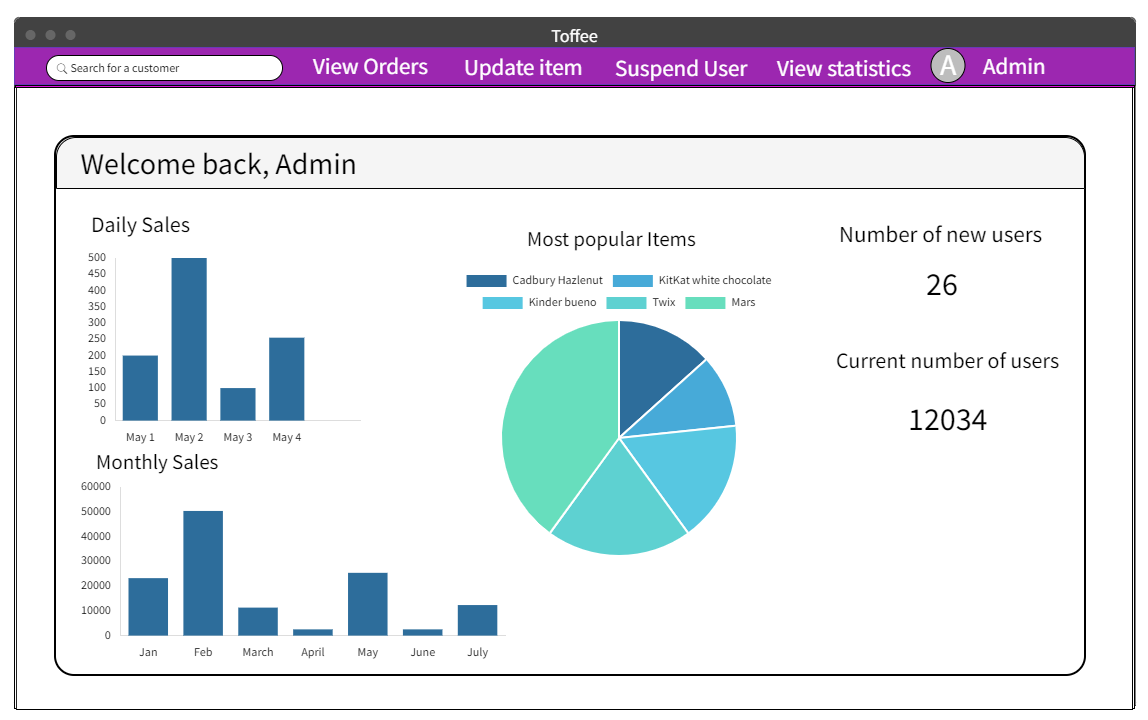 Toffee
Search for a customer
View Orders
Update item
Suspend User
View statistics
A
Admin
Welcome back, Admin
Daily Sales
500
450
400
350
300
250
200
150
100
50
0
May 1 May 2 May 3 May 4
Monthly Sales
60000
50000
40000
30000
20000
10000
0
Jan Feb March April May June July
Most popular Items
Cadbury Hazlenut KitKat white chocolate
Kinder bueno Twix Mars
Number of new users
26
Current number of users
12034